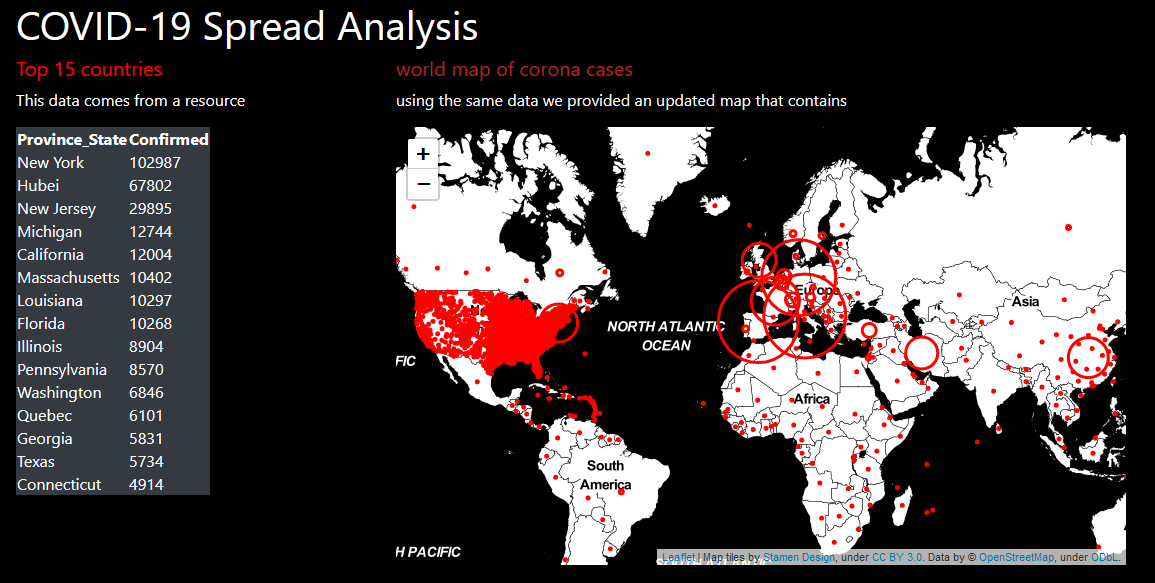 COVID-19 Spread Analysis
Top 15 countries
This data comes from a resource
Province_State Confirmed
New York 102987
Hubei 67802
New Jersey 29895
Michigan 12744
California 12004
Massachusetts 10402
Louisiana 10297
Florida 10268
Illinois 8904
Pennsylvania 8570
Washington 6846
Quebec 6101
Georgia 5831
Texas 5734
Connecticut 4914
world map of corona cases
using the same data we provided an updated map that contains
+
−
Europe
Asia
NORTH ATLANTIC
OCEAN
FIC
Africa
South
America
H PACIFIC
Leaflet | Map tiles by Stamen Design, under CC BY 3.0. Data by © OpenStreetMap, under ODbL.